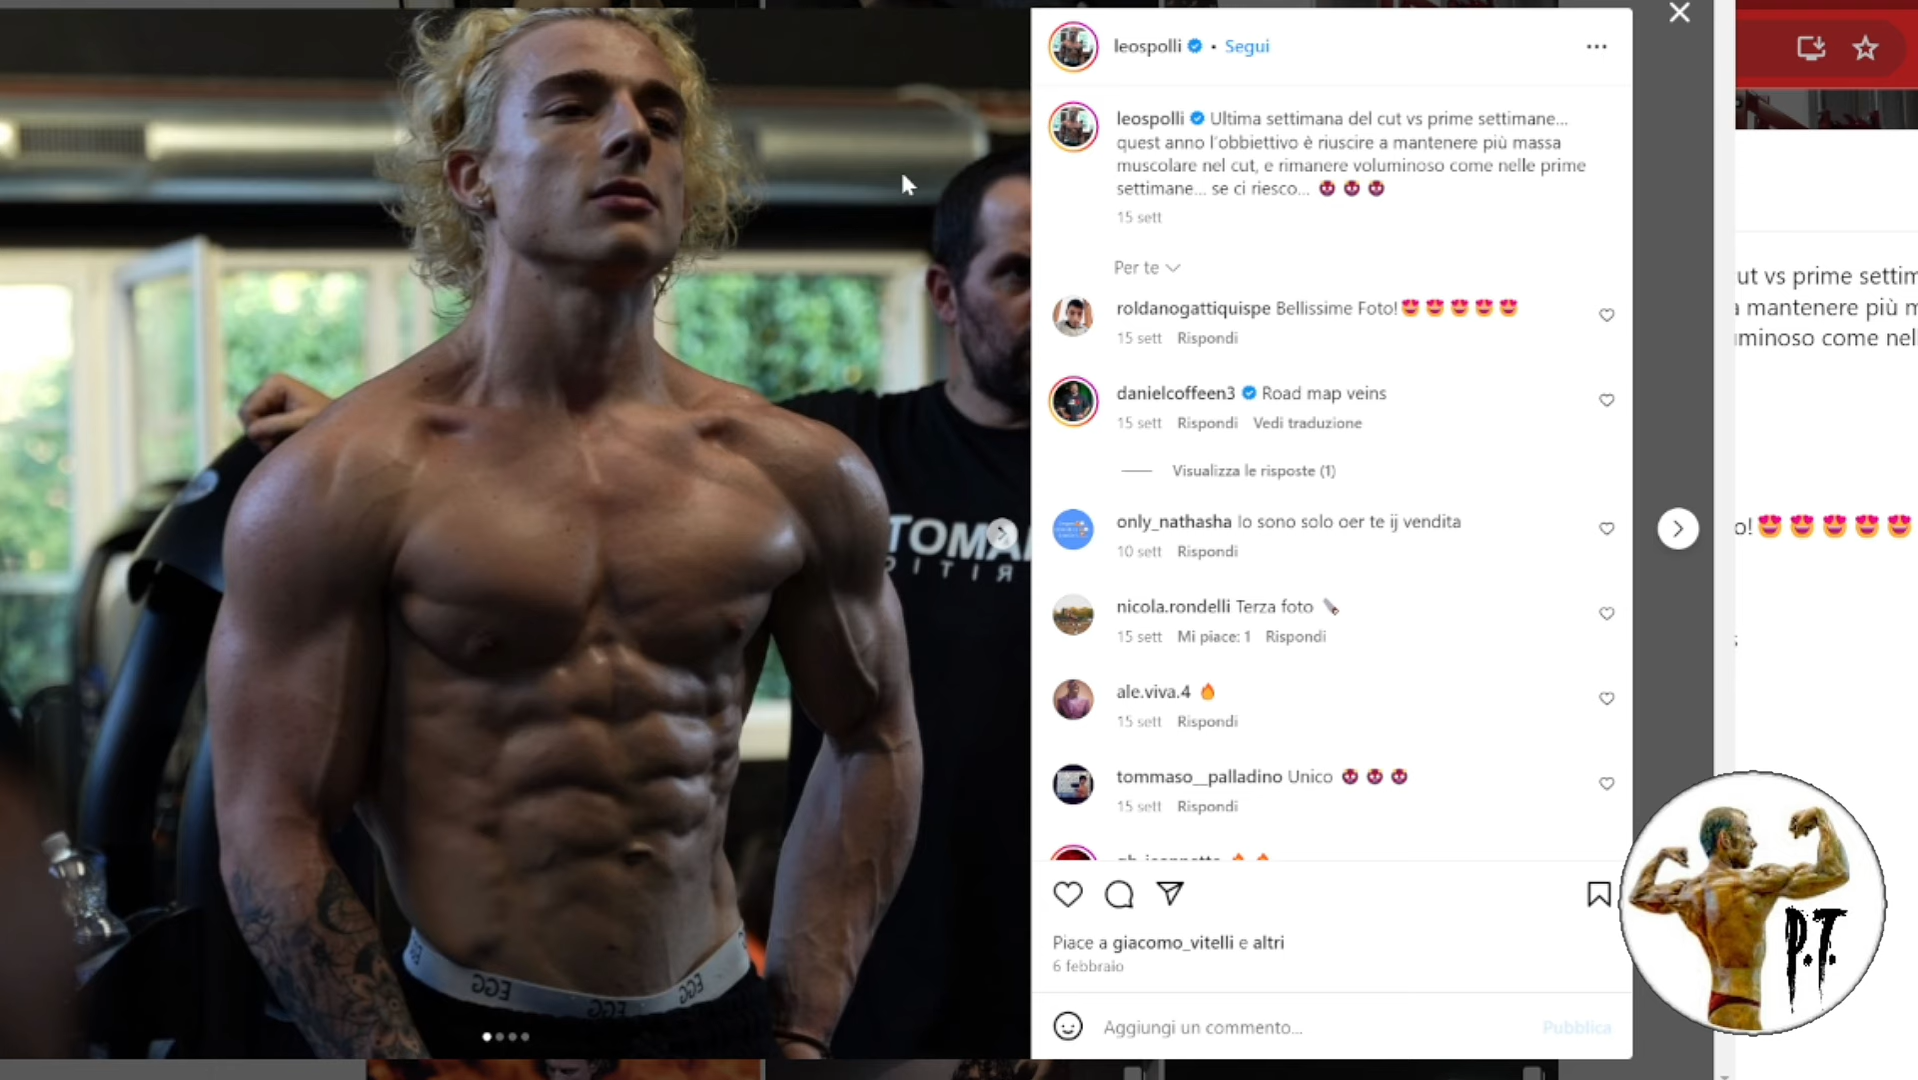 leospolli • Segui
leospolli Ultima settimana del cut vs prime settimane...
quest anno l'obbiettivo è riuscire a mantenere più massa
muscolare nel cut, e rimanere voluminoso come nelle prime
settimane... se ci riesco...
15 sett
Per te
roldanogattiquispe Bellissime Foto!
15 sett Rispondi
danielcoffeen3 Road map veins
15 sett Rispondi Vedi traduzione
Visualizza le risposte (1)
only_nathasha Io sono solo oer te ij vendita
10 sett Rispondi
nicola.rondelli Terza foto
15 sett Mi piace: 1 Rispondi
ale.viva.4
15 sett Rispondi
tommaso__palladino Unico
15 sett Rispondi
Piace a giacomo_vitelli e altri
6 febbraio
Aggiungi un commento...
Pubblica
ut vs prime settim
a mantenere più m
uminoso come nel
o!
P.T.
TOMA
RITIC
EGG
EGG
EGG